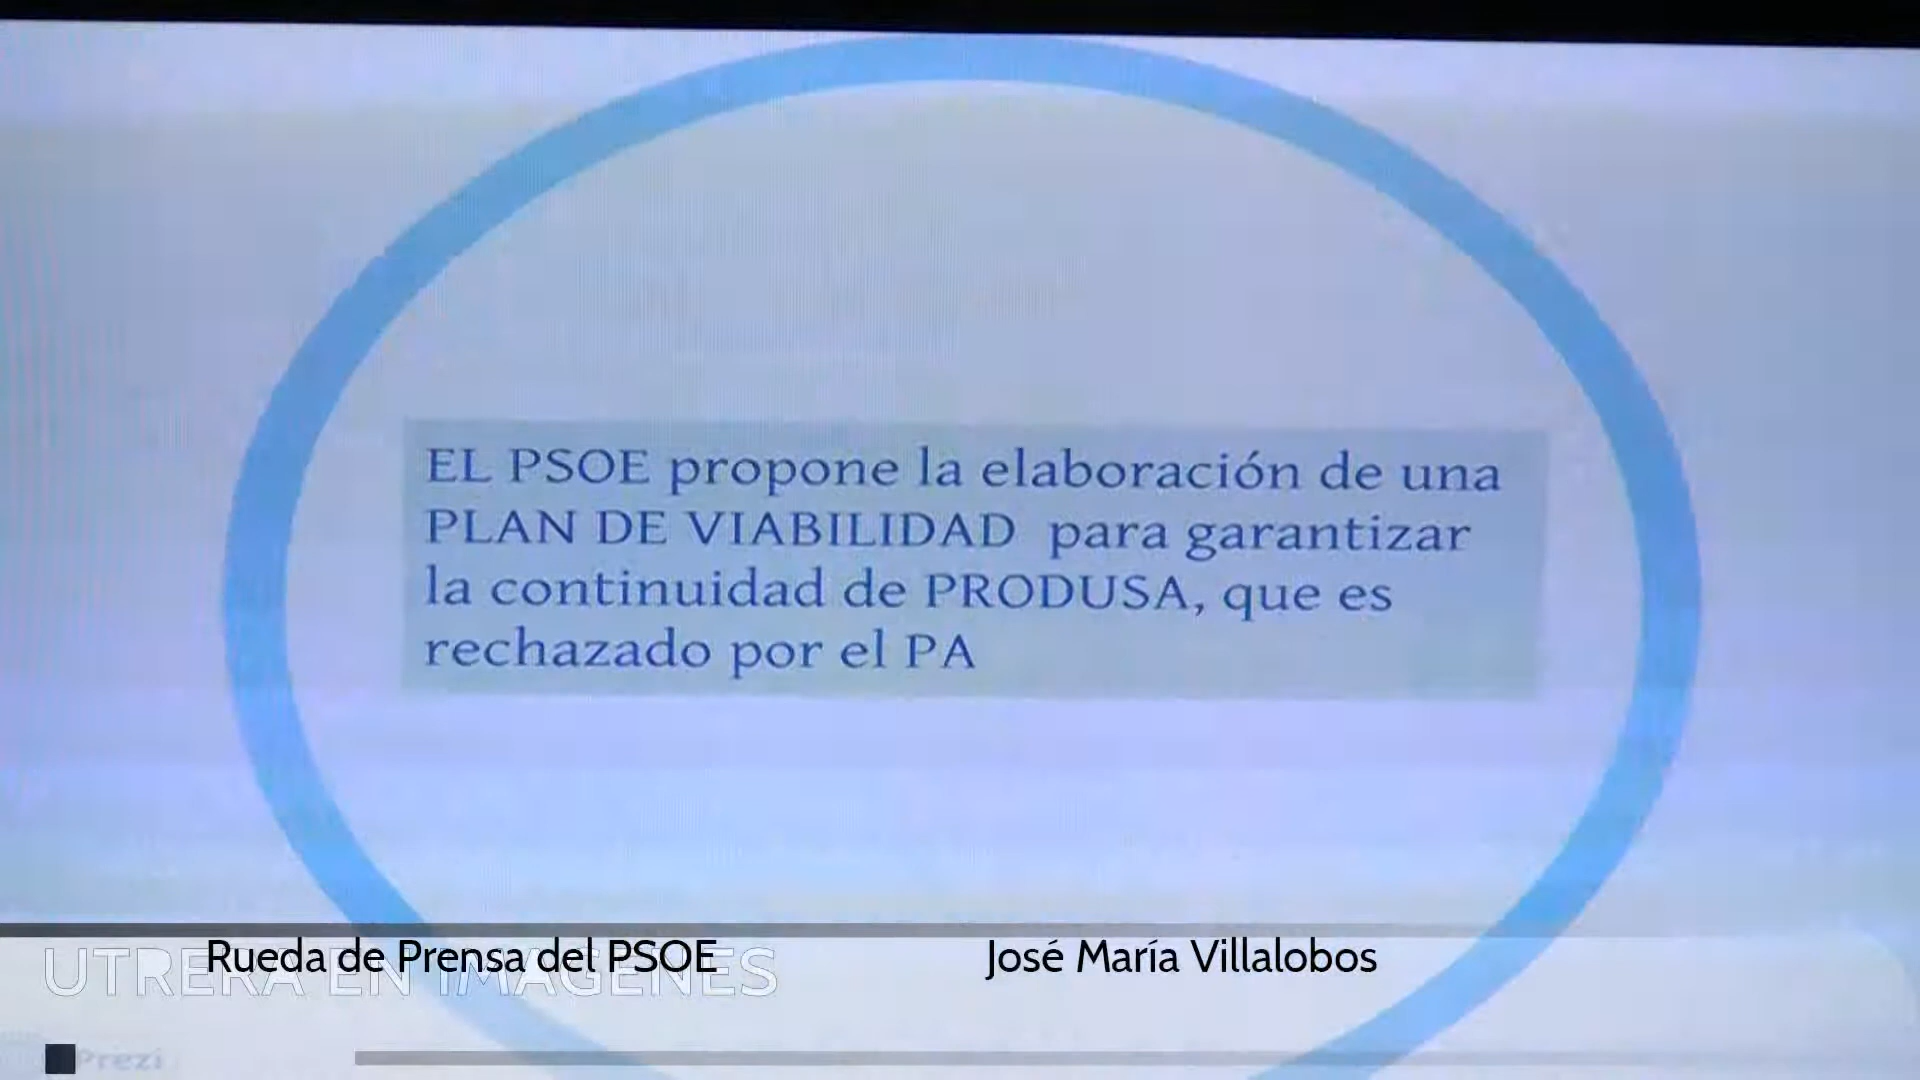 EL PSOE propone la elaboración de una
PLAN DE VIABILIDAD para garantizar
la continuidad de PRODUSA, que es
rechazado por el PA
Rueda de Prensa del PSOE
José María Villalobos
UTRERA EN IMAGENES
Prezi